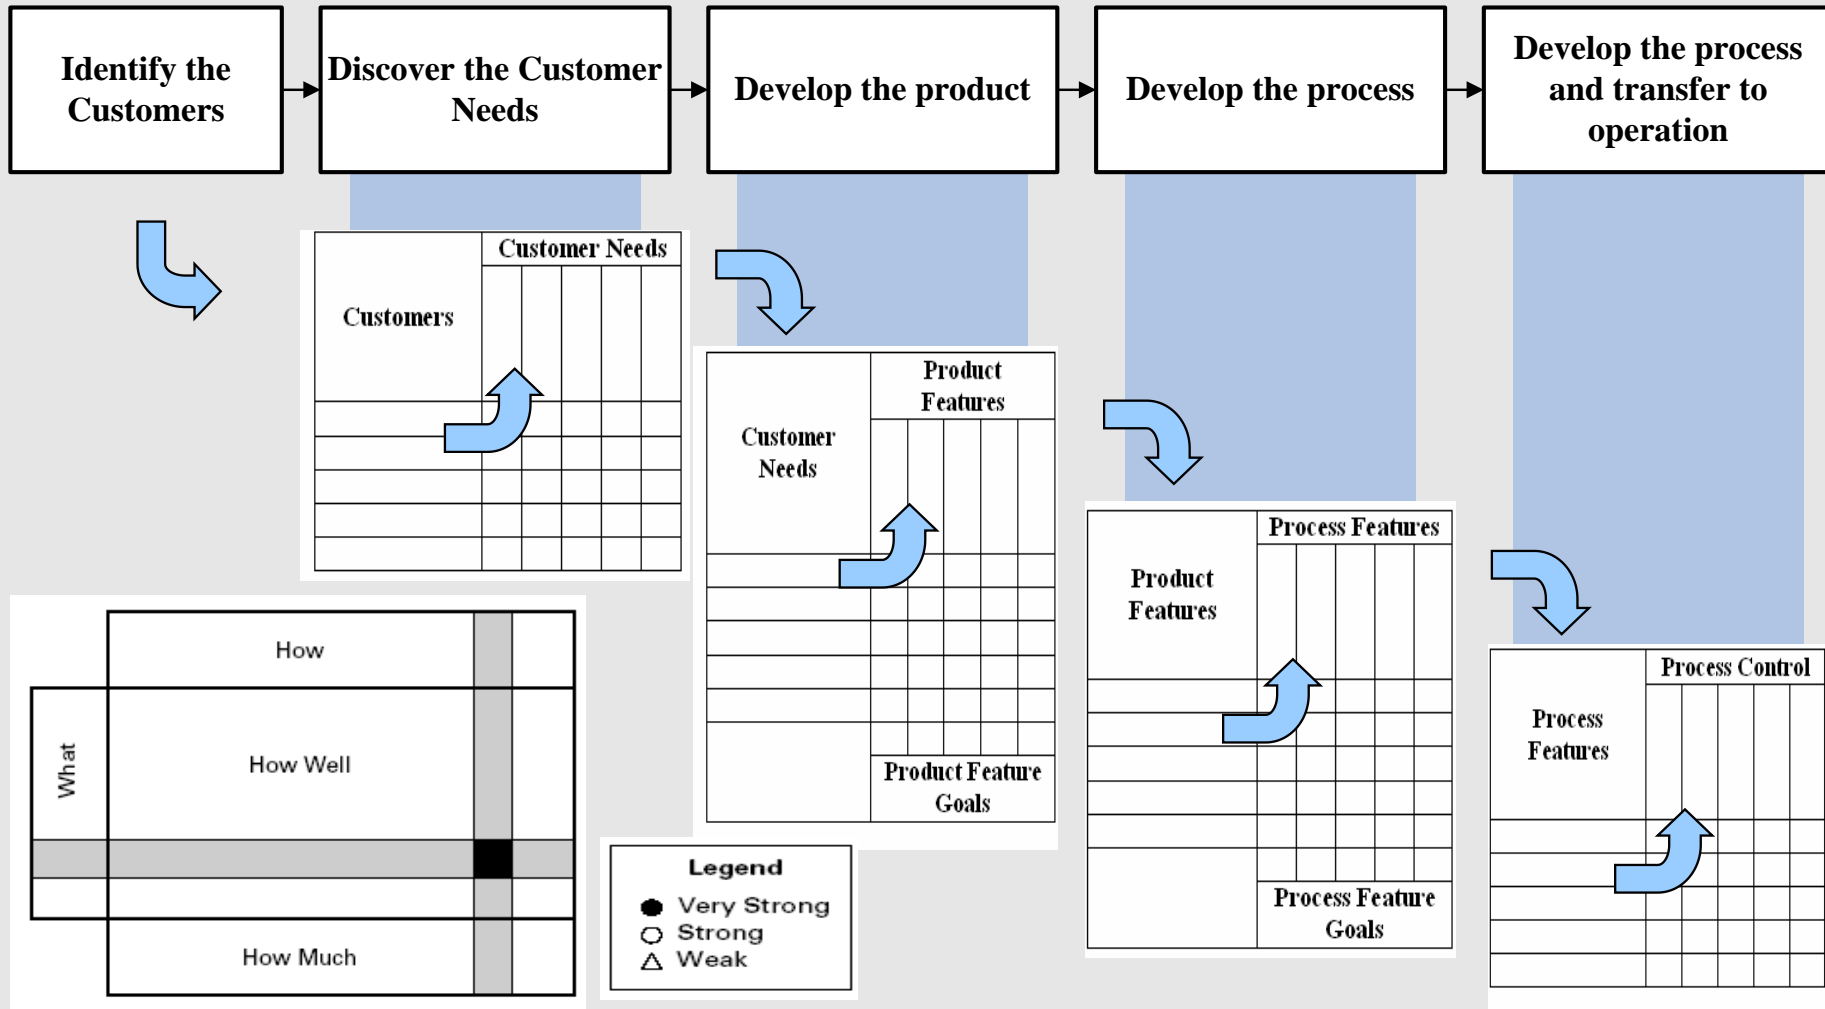 Identify the
Customers
Discover the Customer
Needs
Develop the product
Develop the process
Develop the process
and transfer to
operation
Customer Needs
Customers
Product
Features
Customer
Needs
Product Feature
Goals
Process Features
Product
Features
Process Feature
Goals
Process Control
Process
Features
How
What
How Well
How Much
Legend
Very Strong
Strong
Weak